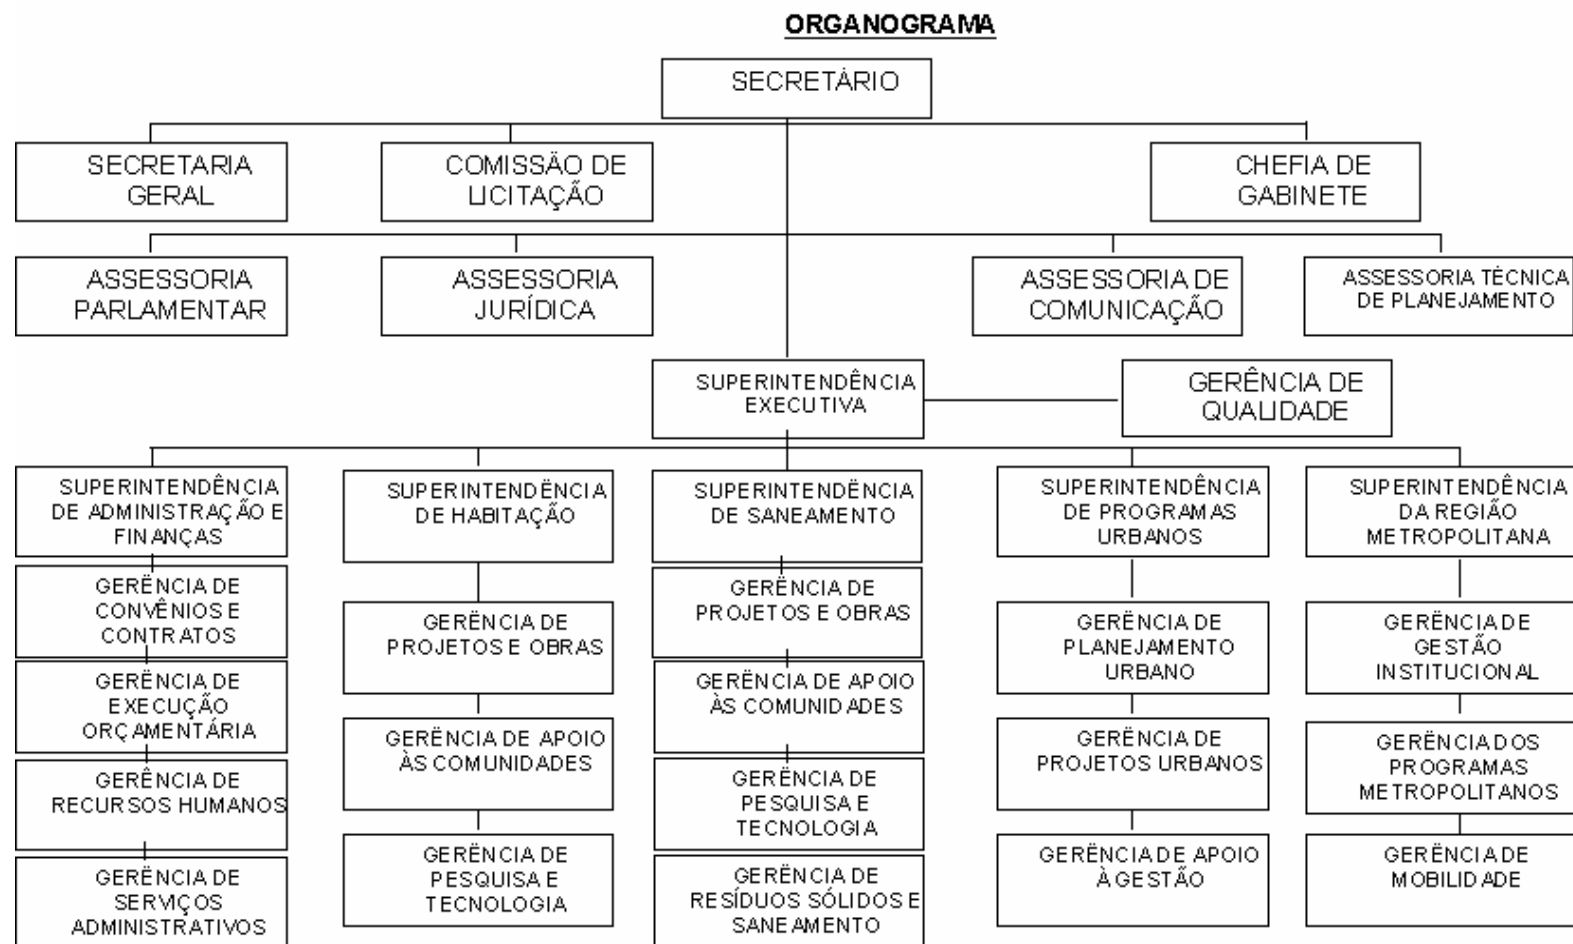 ORGANOGRAMA
SECRETÁRIO
SECRETARIA
GERAL
COMISSÃO DE
LICITAÇÃO
CHEFIA DE
GABINETE
ASSESSORIA
PARLAMENTAR
ASSESSORIA
JURÍDICA
ASSESSORIA DE
COMUNICAÇÃO
ASSESSORIA TÉCNICA
DE PLANEJAMENTO
SUPERINTENDÊNCIA
EXECUTIVA
GERÊNCIA DE
QUALIDADE
SUPERINTENDÊNCIA
DE ADMINISTRAÇÃO E
FINANÇAS
SUPERINTENDÊNCIA
DE HABITAÇÃO
SUPERINTENDÊNCIA
DE SANEAMENTO
SUPERINTENDÊNCIA
DE PROGRAMAS
URBANOS
SUPERINTENDÊNCIA
DA REGIÃO
METROPOLITANA
GERÊNCIA DE
CONVÊNIOS E
CONTRATOS
GERÊNCIA DE
PROJETOS E OBRAS
GERÊNCIA DE
PROJETOS E OBRAS
GERÊNCIA DE
PLANEJAMENTO
URBANO
GERÊNCIA DE
GESTÃO
INSTITUCIONAL
GERÊNCIA DE
EXECUÇÃO
ORÇAMENTÁRIA
GERÊNCIA DE APOIO
ÀS COMUNIDADES
GERÊNCIA DE APOIO
ÀS COMUNIDADES
GERÊNCIA DE
PROJETOS URBANOS
GERÊNCIA DOS
PROGRAMAS
METROPOLITANOS
GERÊNCIA DE
RECURSOS HUMANOS
GERÊNCIA DE
PESQUISA E
TECNOLOGIA
GERÊNCIA DE
PESQUISA E
TECNOLOGIA
GERÊNCIA DE APOIO
À GESTÃO
GERÊNCIA DE
MOBILIDADE
GERÊNCIA DE
SERVIÇOS
ADMINISTRATIVOS
GERÊNCIA DE
RESÍDUOS SÓLIDOS E
SANEAMENTO